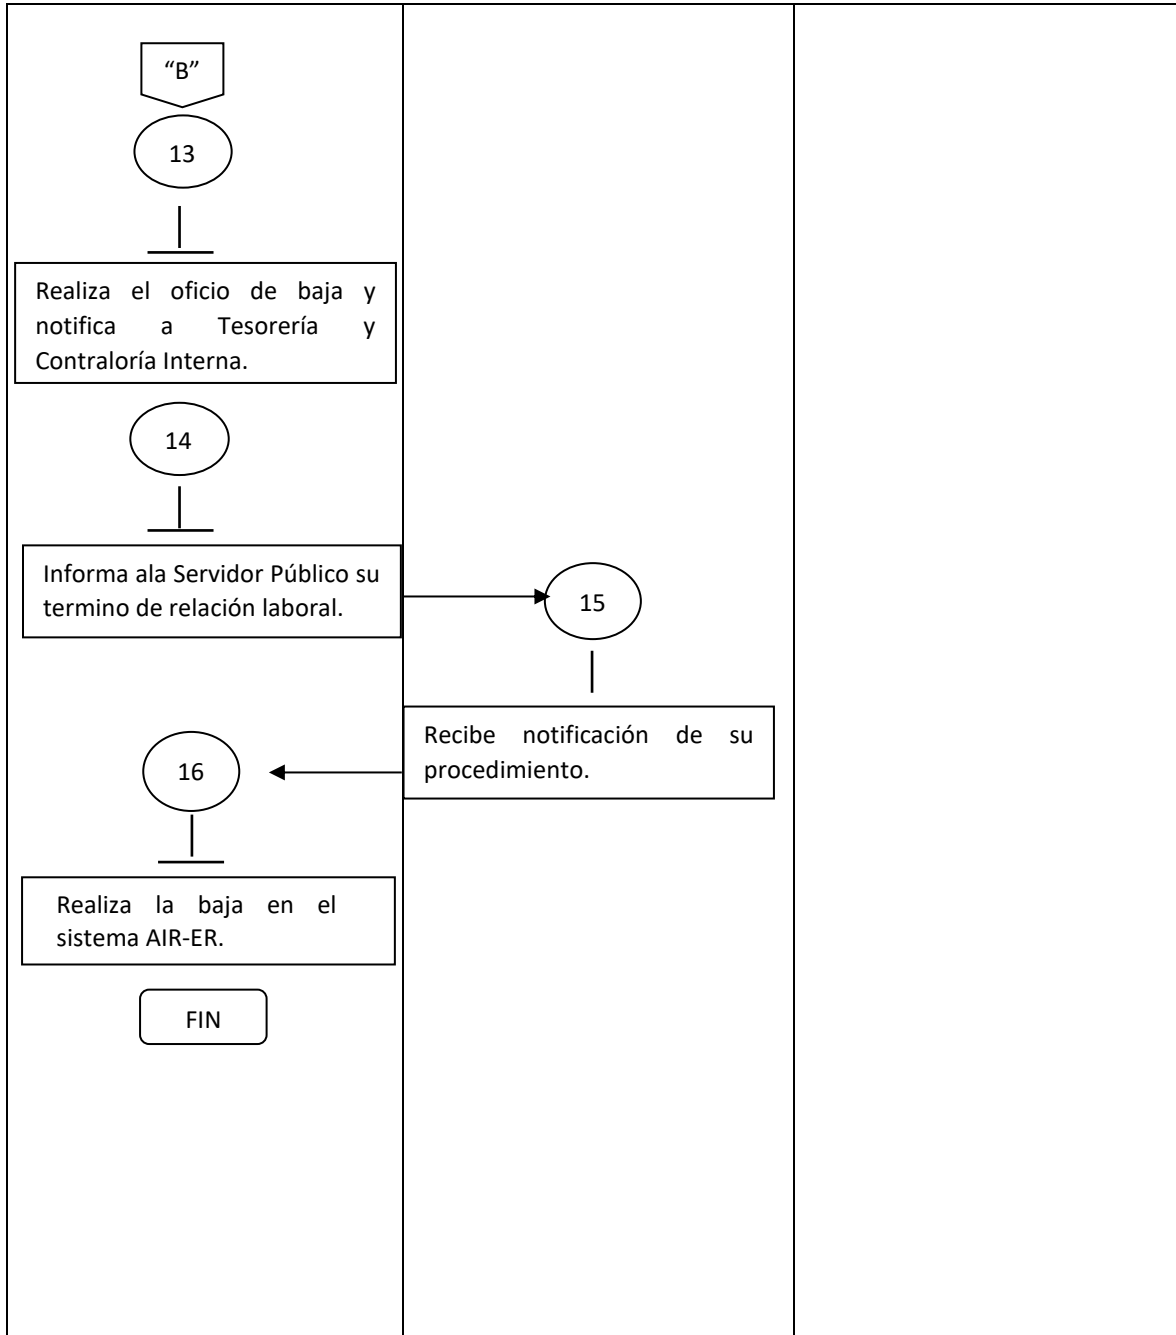 “B”
13
Realiza el oficio de baja y
notifica a Tesorería y
Contraloría Interna.
14
Informa ala Servidor Público su
termino de relación laboral.
15
Recibe notificación de su
procedimiento.
16
Realiza la baja en el
sistema AIR-ER.
FIN